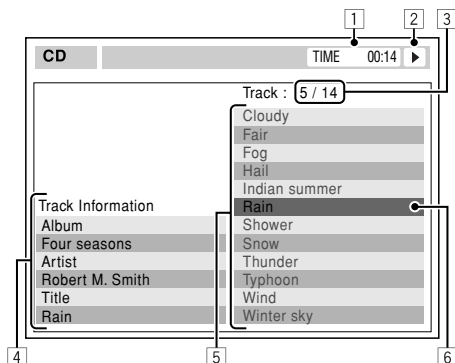 1 2 3
CD TIME 00:14
Track : 5 / 14
Cloudy
Fair
Fog
Hail
Indian summer
Rain
Shower
Snow
Thunder
Typhoon
Wind
Winter sky
Track Information
Album
Four seasons
Artist
Robert M. Smith
Title
Rain
4 5 6